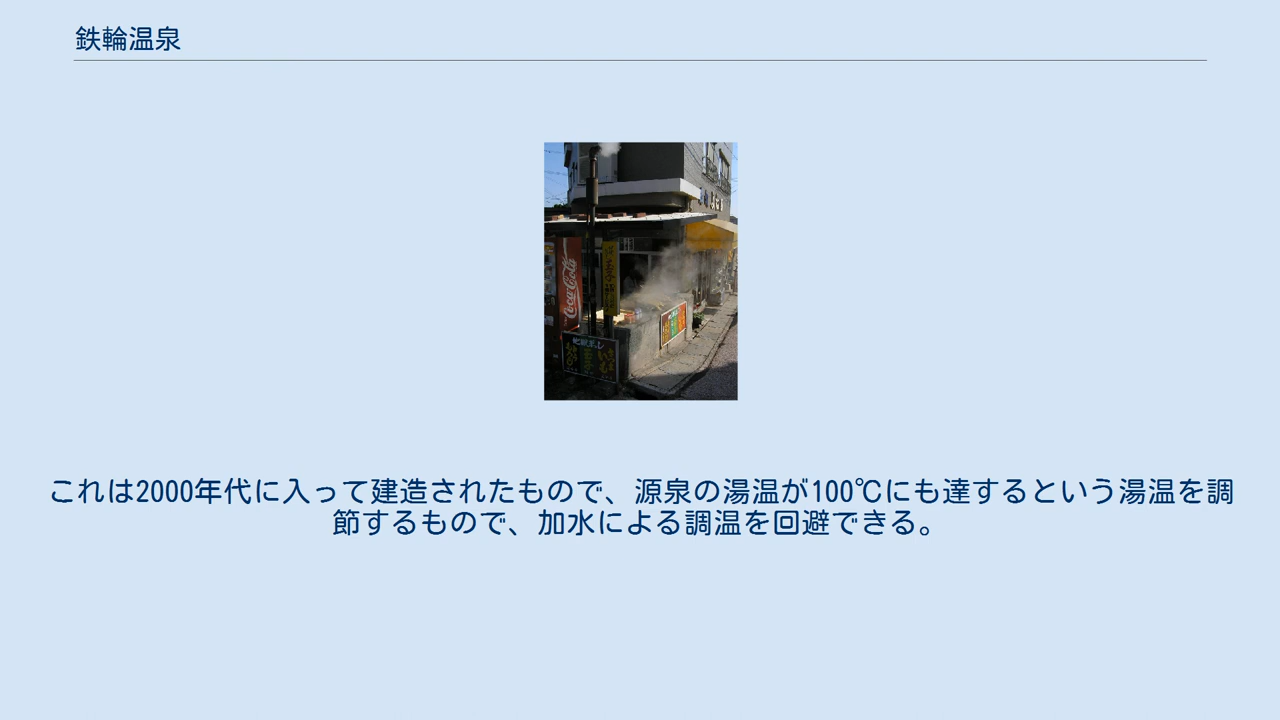 鉄輪温泉
Coca-Cola
これは2000年代に入って建造されたもので、源泉の湯温が100℃にも達するという湯温を調
節するもので、加水による調温を回避できる。